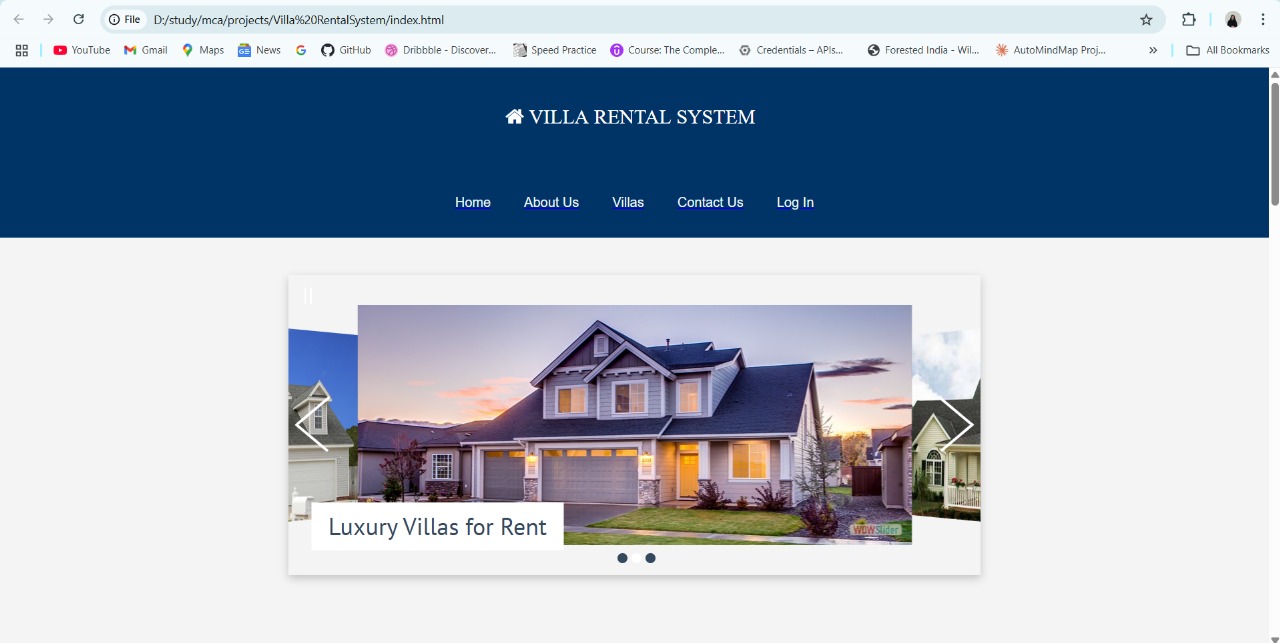 File D:/study/mca/projects/Villa%20RentalSystem/index.html
YouTube Gmail Maps News GitHub Dribbble - Discover... Speed Practice Course: The Comple... Credentials – APIs... Forested India - Wil... AutoMindMap Proj... » All Bookmarks
VILLA RENTAL SYSTEM
Home About Us Villas Contact Us Log In
Luxury Villas for Rent
WOWSlider